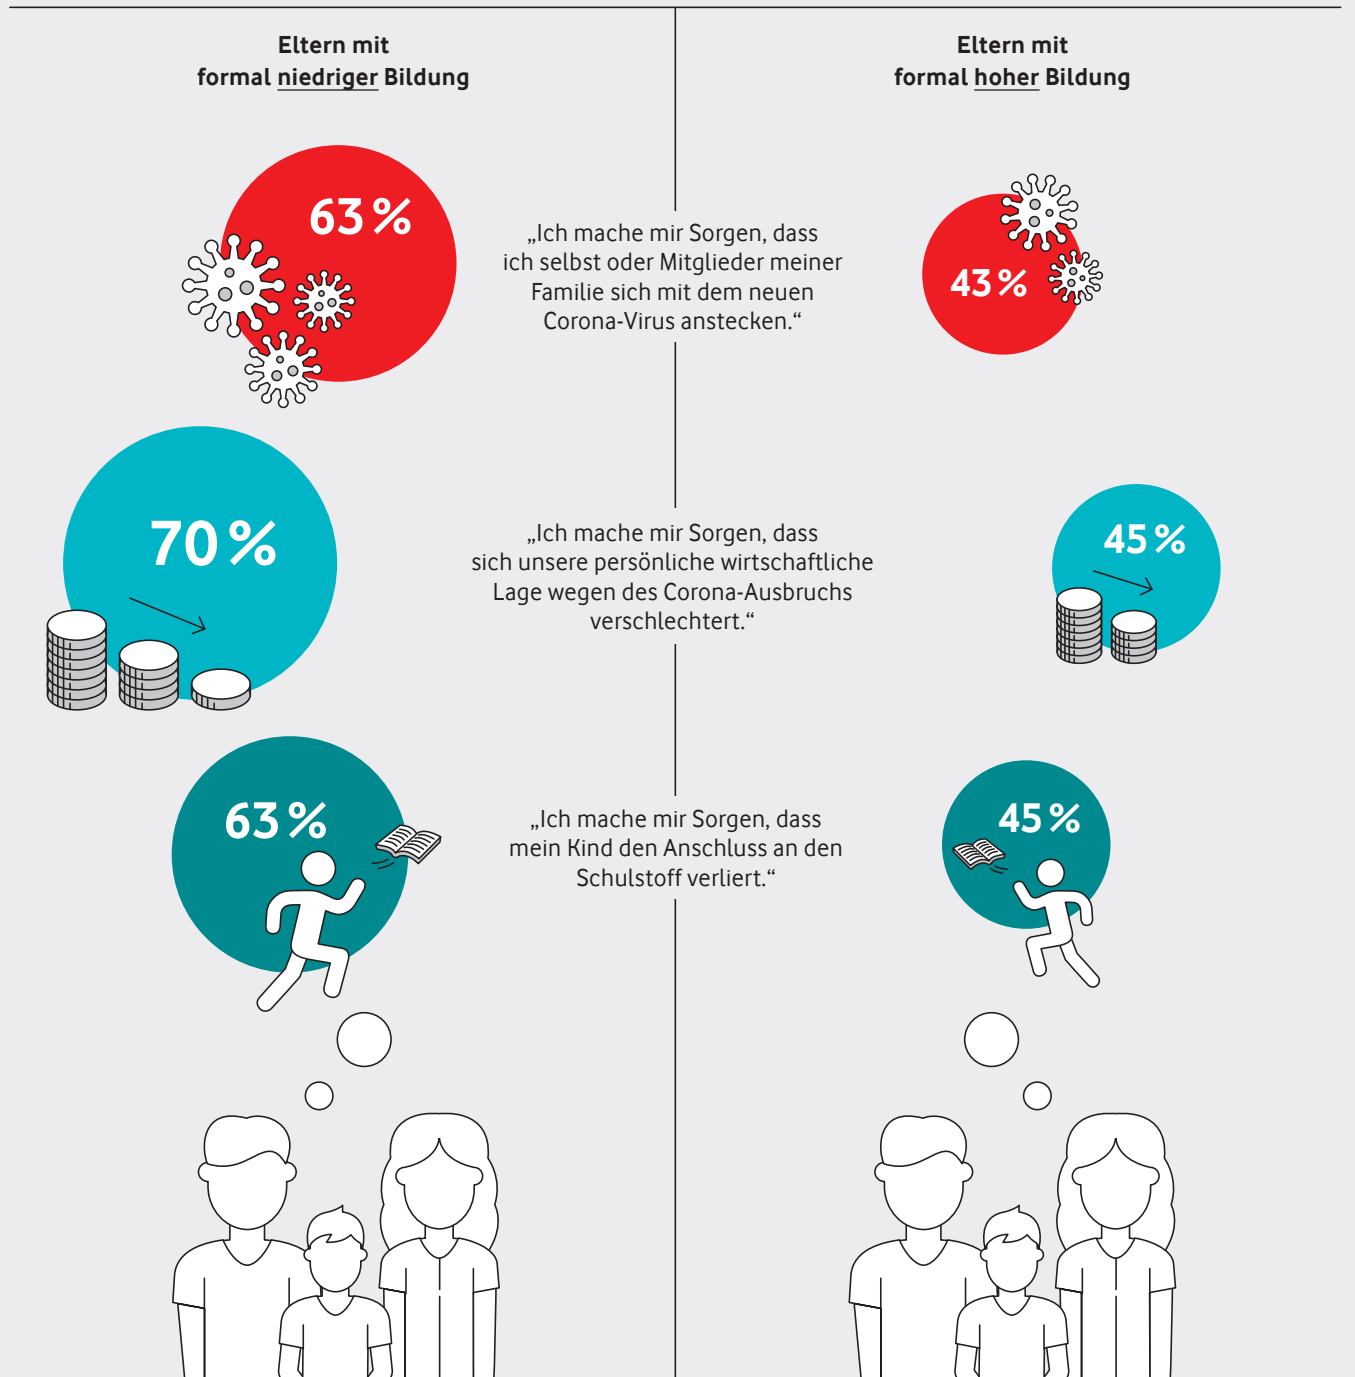 Eltern mit
formal niedriger Bildung
Eltern mit
formal hoher Bildung
63 %
„Ich mache mir Sorgen, dass
ich selbst oder Mitglieder meiner
Familie sich mit dem neuen
Corona-Virus anstecken.“
43 %
70 %
„Ich mache mir Sorgen, dass
sich unsere persönliche wirtschaftliche
Lage wegen des Corona-Ausbruchs
verschlechtert.“
45 %
63 %
„Ich mache mir Sorgen, dass
mein Kind den Anschluss an den
Schulstoff verliert.“
45 %